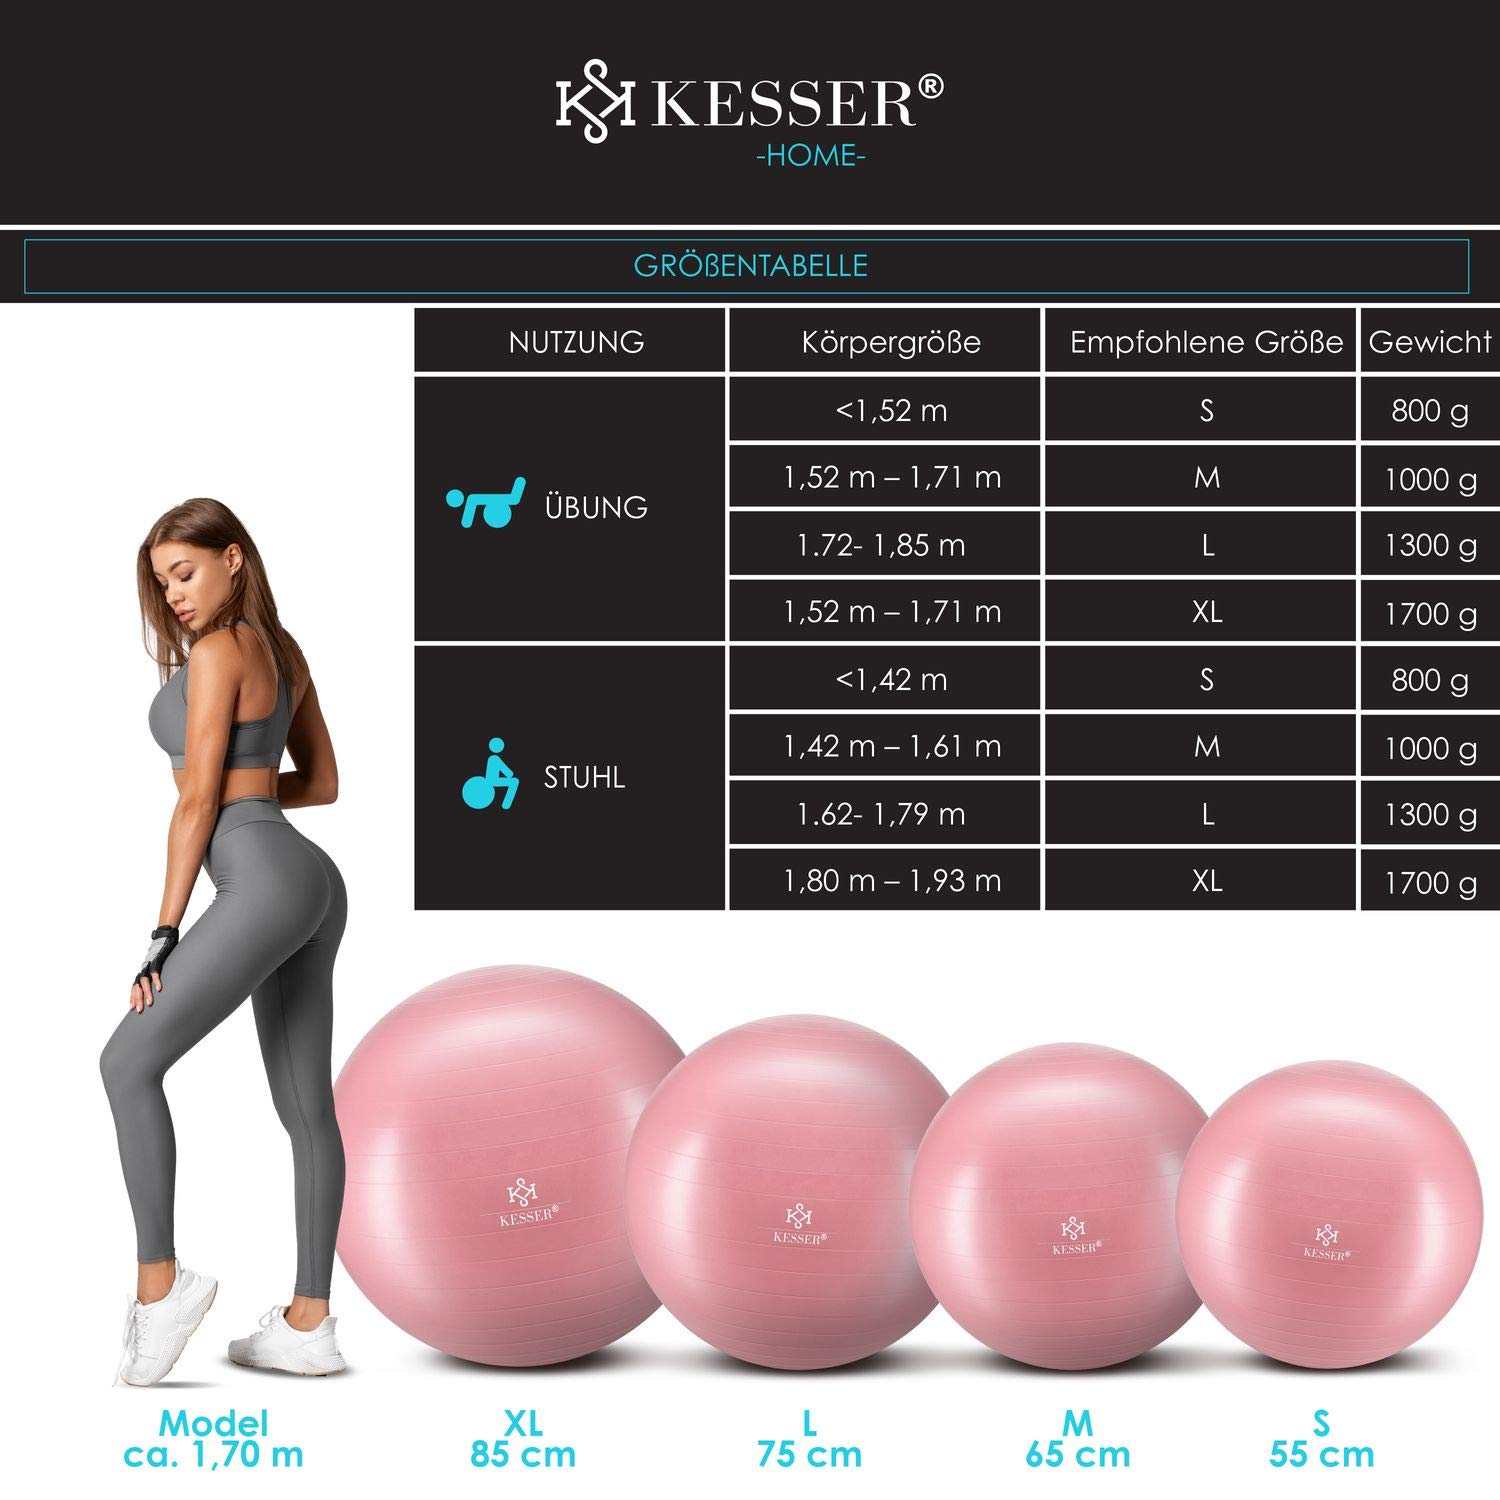 KESSER®
-HOME-
GRÖßENTABELLE
NUTZUNG Körpergröße Empfohlene Größe Gewicht
ÜBUNG
<1,52 m S 800 g
1,52 m – 1,71 m M 1000 g
1.72- 1,85 m L 1300 g
1,52 m – 1,71 m XL 1700 g
STUHL
<1,42 m S 800 g
1,42 m – 1,61 m M 1000 g
1.62- 1,79 m L 1300 g
1,80 m – 1,93 m XL 1700 g
KESSER®
KESSER®
KESSER®
KESSER®
Model XL L M S
ca. 1,70 m 85 cm 75 cm 65 cm 55 cm